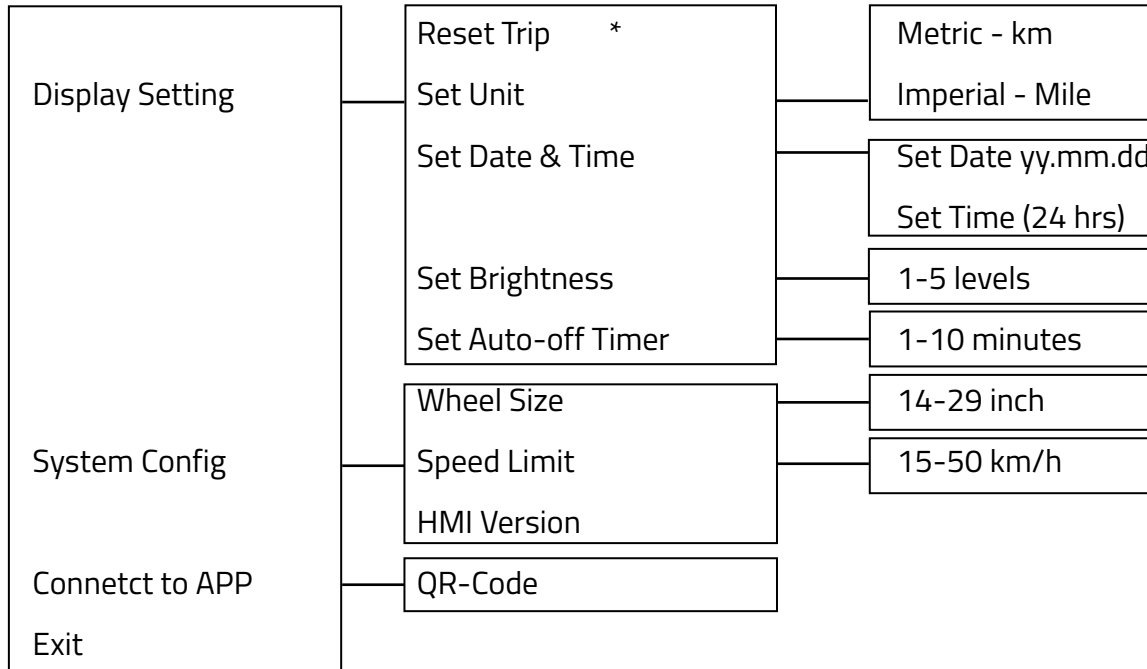 Display Setting
Reset Trip *
Set Unit
Metric - km
Imperial - Mile
Set Date & Time
Set Date yy.mm.dd
Set Time (24 hrs)
Set Brightness
1-5 levels
Set Auto-off Timer
1-10 minutes
System Config
Wheel Size
14-29 inch
Speed Limit
15-50 km/h
HMI Version
Connetct to APP
QR-Code
Exit